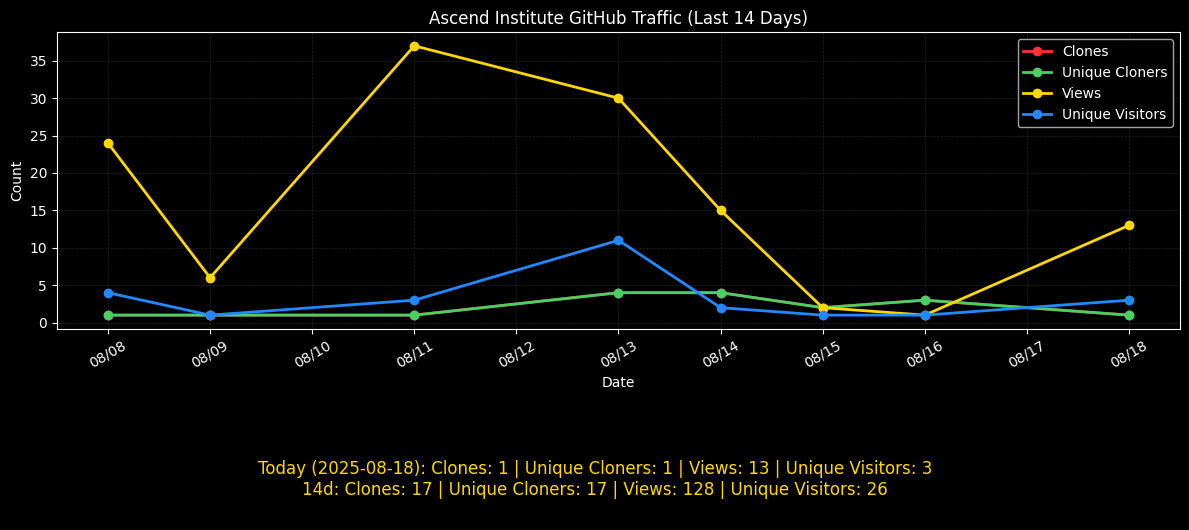 Ascend Institute GitHub Traffic (Last 14 Days)
Clones
Unique Cloners
Views
Unique Visitors
Count
35
30
25
20
15
10
5
0
08/08
08/09
08/10
08/11
08/12
08/13
08/14
08/15
08/16
08/17
08/18
Date
Today (2025-08-18): Clones: 1 | Unique Cloners: 1 | Views: 13 | Unique Visitors: 3
14d: Clones: 17 | Unique Cloners: 17 | Views: 128 | Unique Visitors: 26